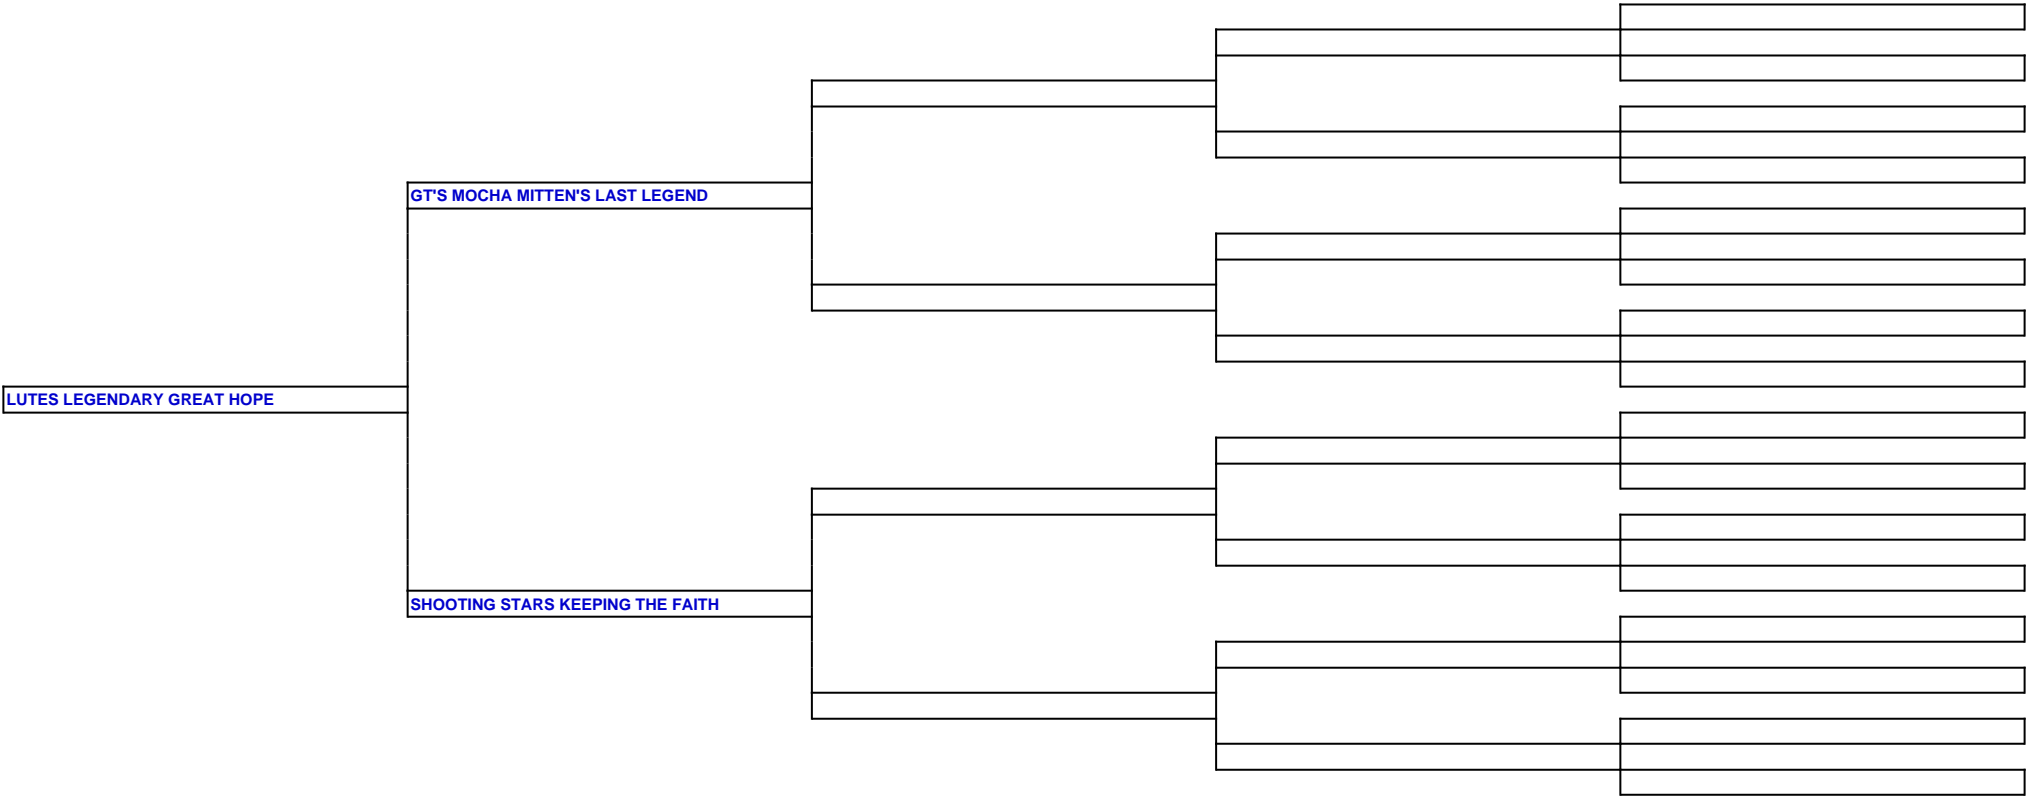 GT'S MOCHA MITTEN'S LAST LEGEND
LUTES LEGENDARY GREAT HOPE
SHOOTING STARS KEEPING THE FAITH